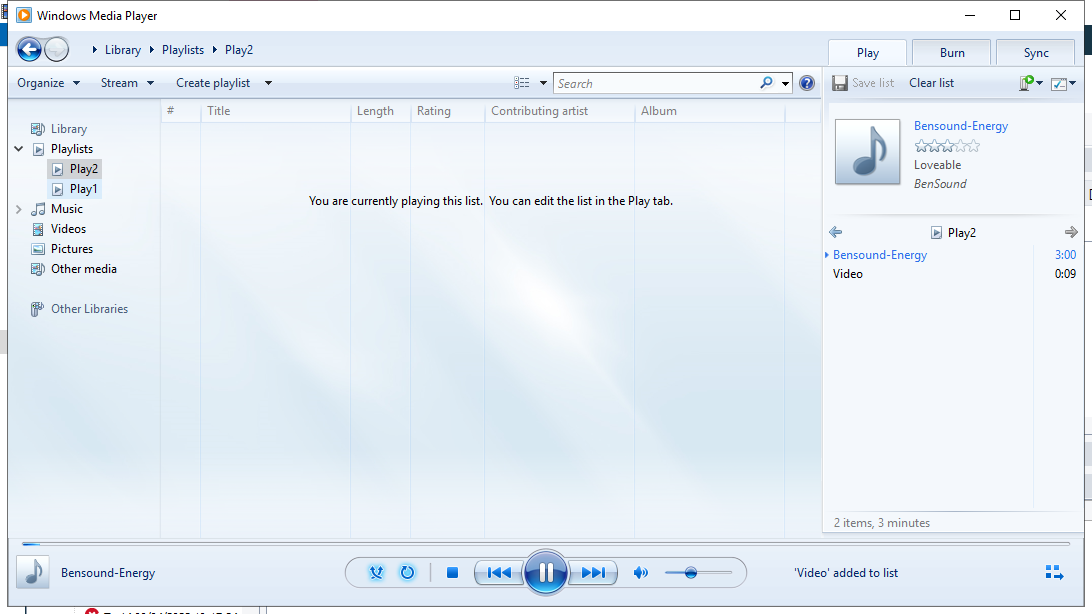 Windows Media Player
Library Playlists Play2
Play Burn Sync
Organize Stream Create playlist Search Save list Clear list
# Title Length Rating Contributing artist Album
Library
Playlists
Play2
Play1
Music
Videos
Pictures
Other media
Other Libraries
You are currently playing this list. You can edit the list in the Play tab.
Bensound-Energy
Loveable
BenSound
Play2
Bensound-Energy 3:00
Video 0:09
2 items, 3 minutes
Bensound-Energy 'Video' added to list